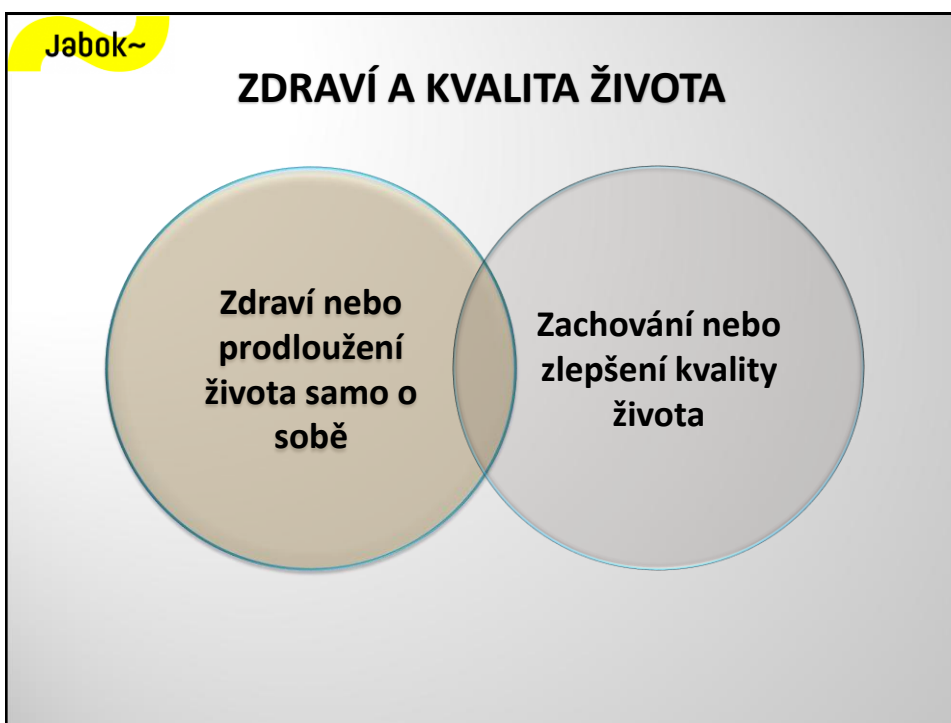 Jabok~
ZDRAVÍ A KVALITA ŽIVOTA
Zdraví nebo
prodloužení
života samo o
sobě
Zachování nebo
zlepšení kvality
života